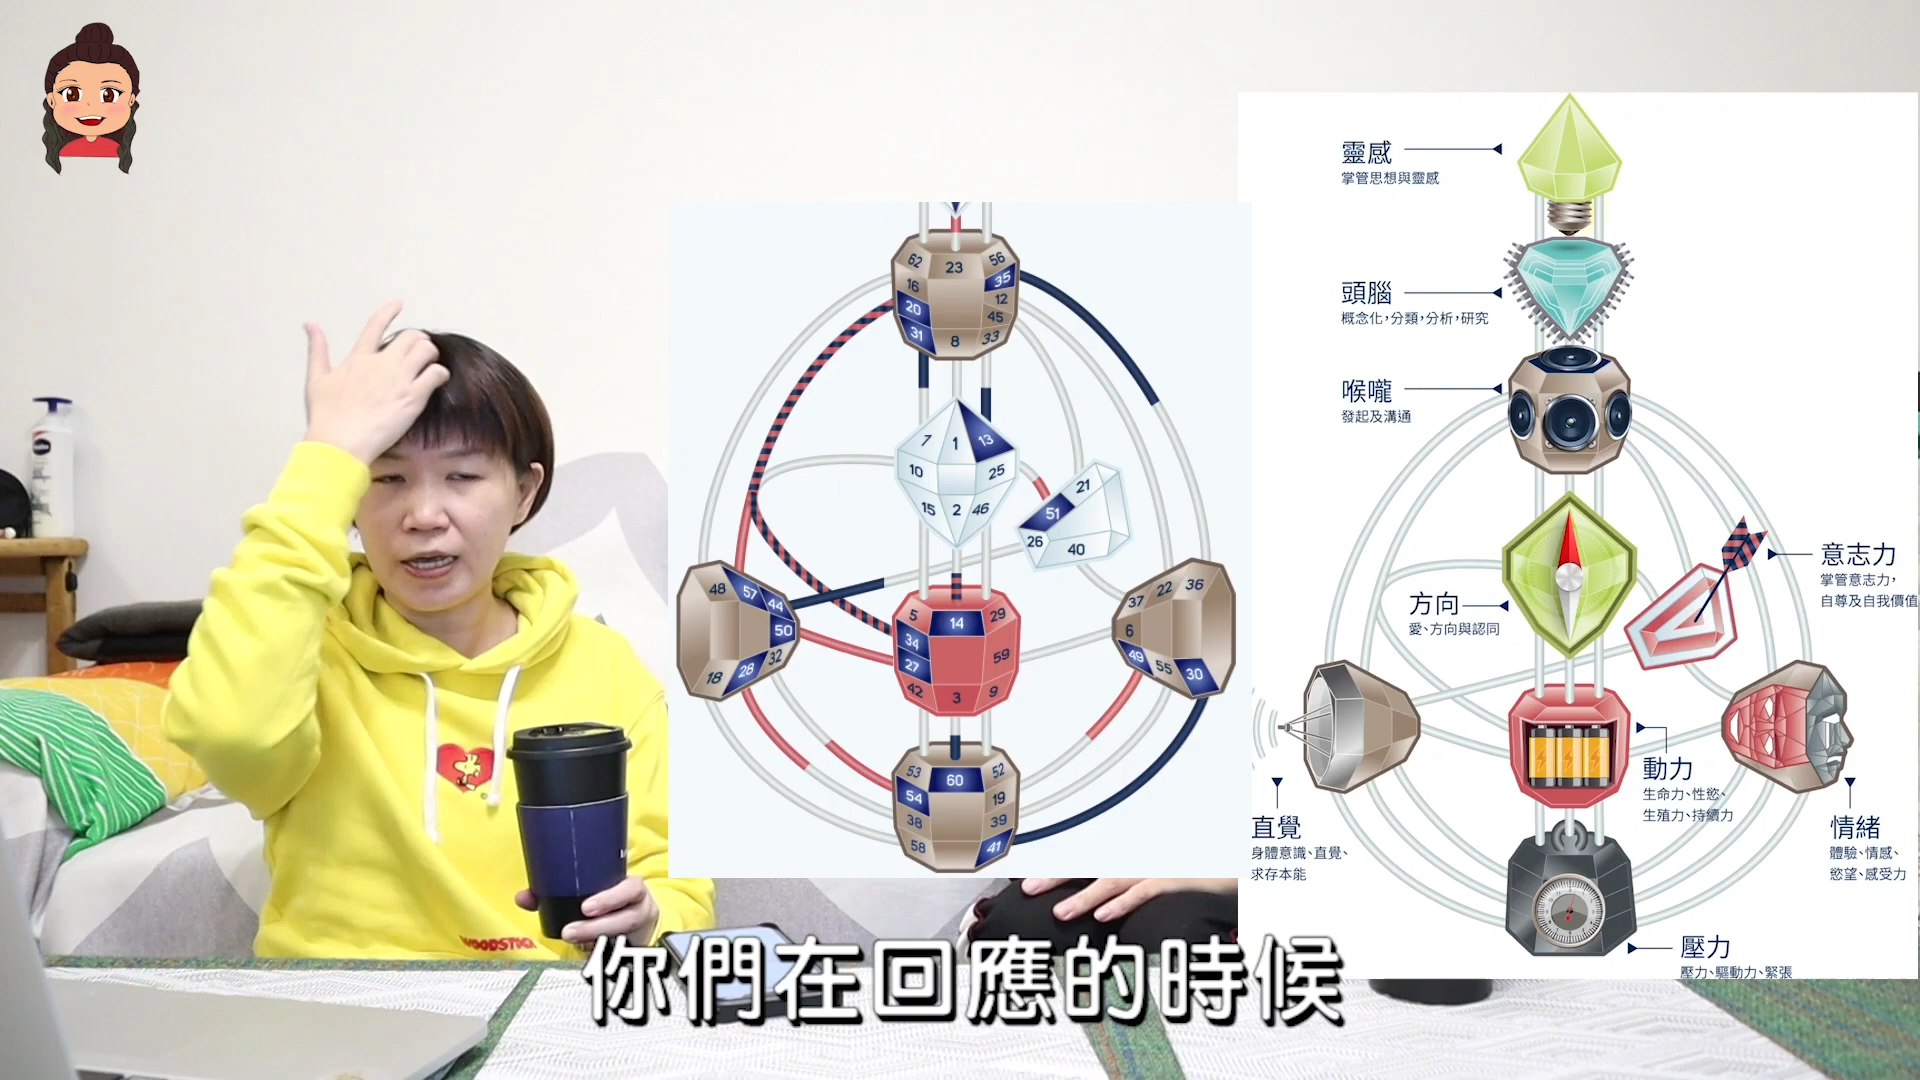 靈感
掌管思想與靈感
頭腦
概念化,分類,分析,研究
喉嚨
發起及溝通
方向
愛、方向與認同
意志力
掌管意志力,
自尊及自我價值
動力
生命力、性慾、
生殖力、持續力
直覺
身體意識、直覺、
求存本能
情緒
體驗、情感、
慾望、感受力
壓力
壓力、驅動力、緊張
62 23 56
16 35
20 12
31 8 33 45
7 1 13
10 25
15 2 46
21
51
26 40
48 57 44
50
18 28 32
5 14 29
34
27 59
42 3 9
37 22 36
6
49 55 30
53 60 52
54 19
38 39
58 41
WOODSTOCK
你們在回應的時候